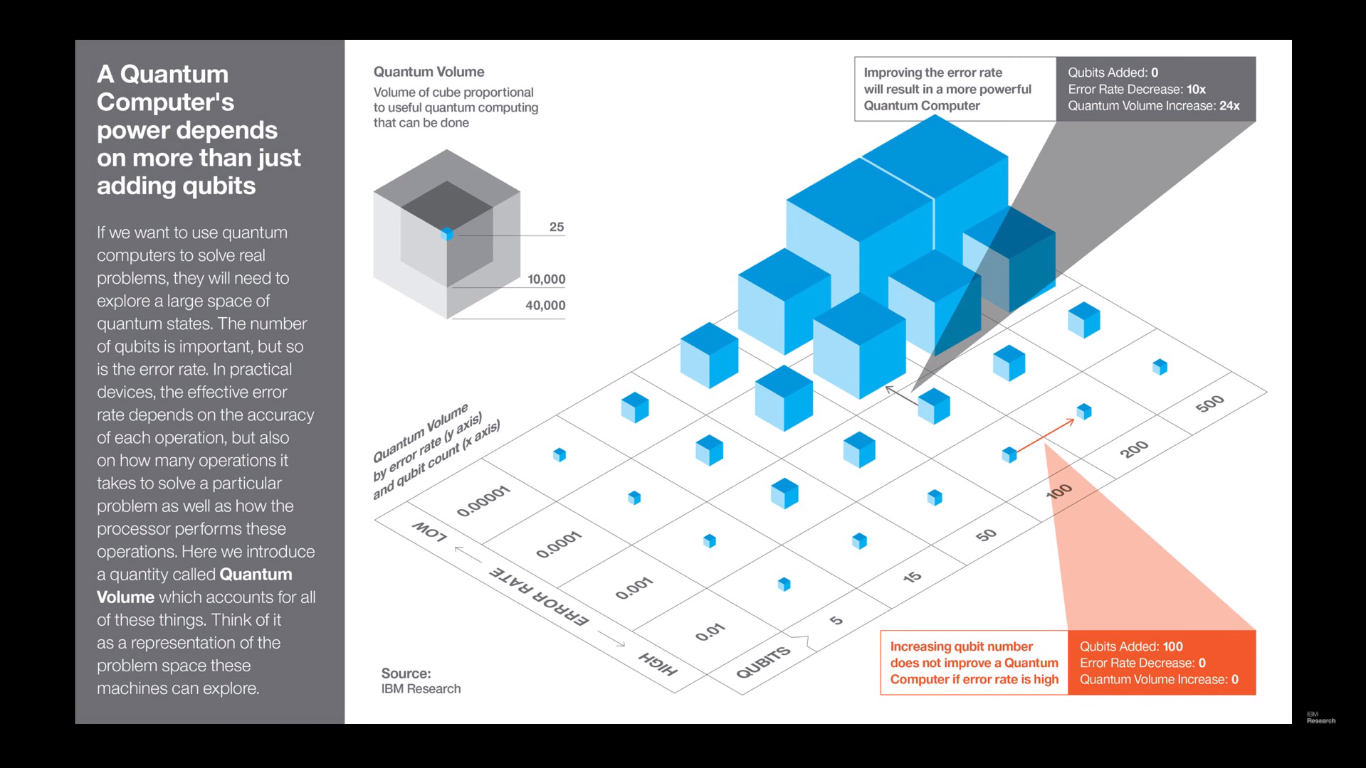 A Quantum
Computer's
power depends
on more than just
adding qubits
If we want to use quantum
computers to solve real
problems, they will need to
explore a large space of
quantum states. The number
of qubits is important, but so
is the error rate. In practical
devices, the effective error
rate depends on the accuracy
of each operation, but also
on how many operations it
takes to solve a particular
problem as well as how the
processor performs these
operations. Here we introduce
a quantity called Quantum
Volume which accounts for all
of these things. Think of it
as a representation of the
problem space these
machines can explore.
Quantum Volume
Volume of cube proportional
to useful quantum computing
that can be done
25
10,000
40,000
Improving the error rate
will result in a more powerful
Quantum Computer
Qubits Added: 0
Error Rate Decrease: 10x
Quantum Volume Increase: 24x
Quantum Volume
by error rate (y axis)
and qubit count (x axis)
0.00001
0.0001
0.001
0.01
LOW
ERROR RATE
HIGH
QUBITS
5
15
50
100
200
500
Increasing qubit number
does not improve a Quantum
Computer if error rate is high
Qubits Added: 100
Error Rate Decrease: 0
Quantum Volume Increase: 0
Source:
IBM Research
IBM
Research